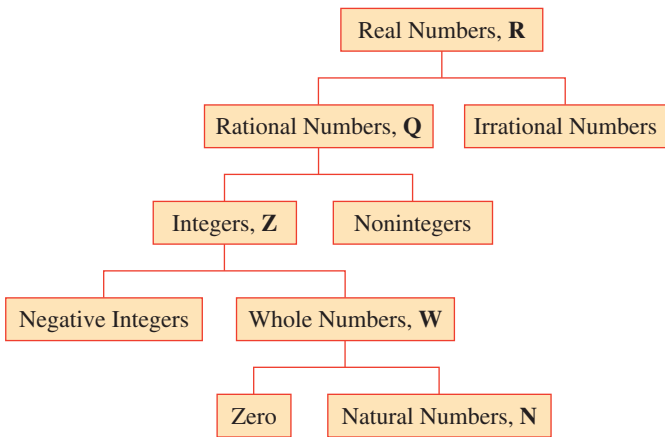 Real Numbers, R
Rational Numbers, Q
Irrational Numbers
Integers, Z
Nonintegers
Negative Integers
Whole Numbers, W
Zero
Natural Numbers, N